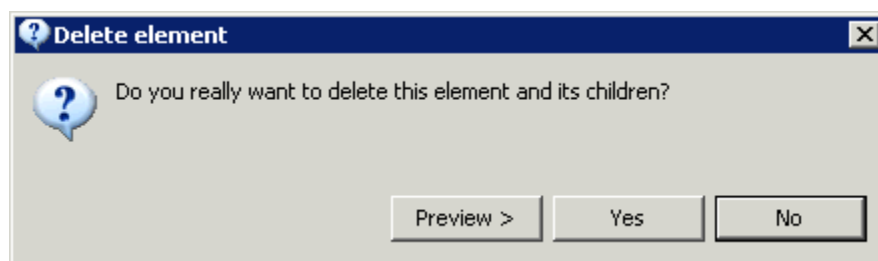 Delete element
Do you really want to delete this element and its children?
Preview > Yes No